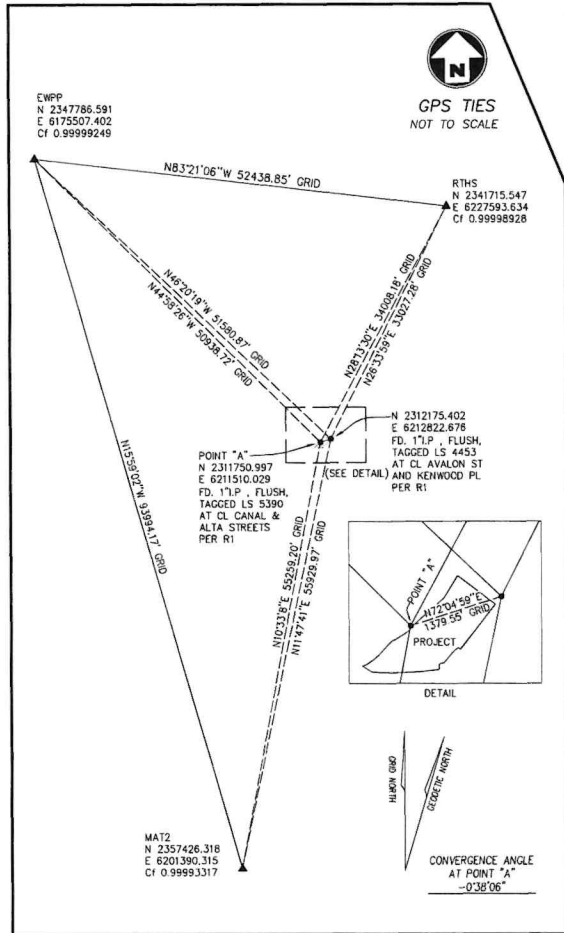 GPS TIES
NOT TO SCALE
EWPP
N 2347786.591
E 6175507.402
Cf 0.99999249
N83°21'06"W 52438.85' GRID
RTHS
N 2341715.547
E 6227593.634
Cf 0.99998928
N46°20'19"W 51580.87' GRID
N44°58'26"W 50938.72' GRID
N28°13'30"E 34008.18' GRID
N26°33'59"E 33027.28' GRID
N 2312175.402
E 6212822.676
FD. 1"I.P , FLUSH,
TAGGED LS 4453
AT CL AVALON ST
AND KENWOOD PL
PER R1
POINT "A"
N 2311750.997
E 6211510.029
FD. 1"I.P , FLUSH,
TAGGED LS 5390
AT CL CANAL &
ALTA STREETS
PER R1
(SEE DETAIL)
N15°59'02"W 93994.17' GRID
N10°33'8"E 55259.20' GRID
N11°47'41"E 55929.97' GRID
POINT "A"
N72°04'59"E
1379.55' GRID
PROJECT
DETAIL
GRID NORTH
GEODETIC NORTH
MAT2
N 2357426.318
E 6201390.315
Cf 0.99993317
CONVERGENCE ANGLE
AT POINT "A"
-0°38'06"
N